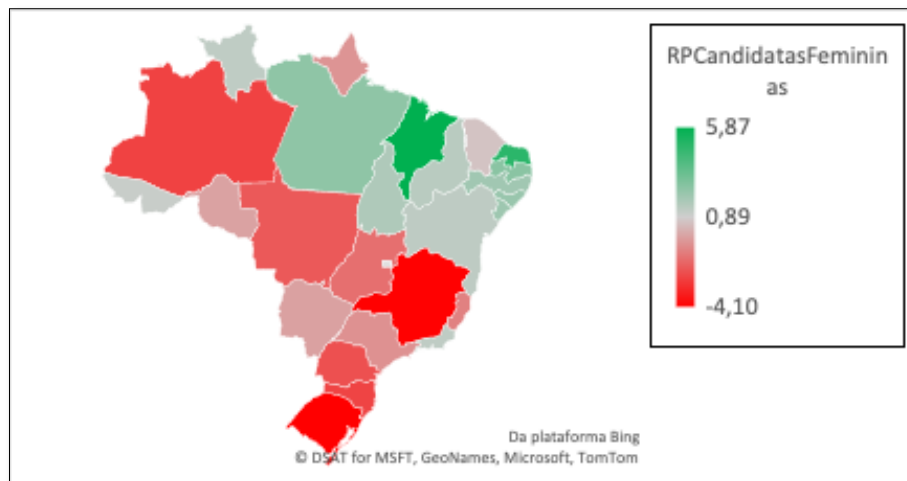 RPCandidatasFeminin
as
5,87
0,89
-4,10
Da plataforma Bing
© DSAT for MSFT, GeoNames, Microsoft, TomTom